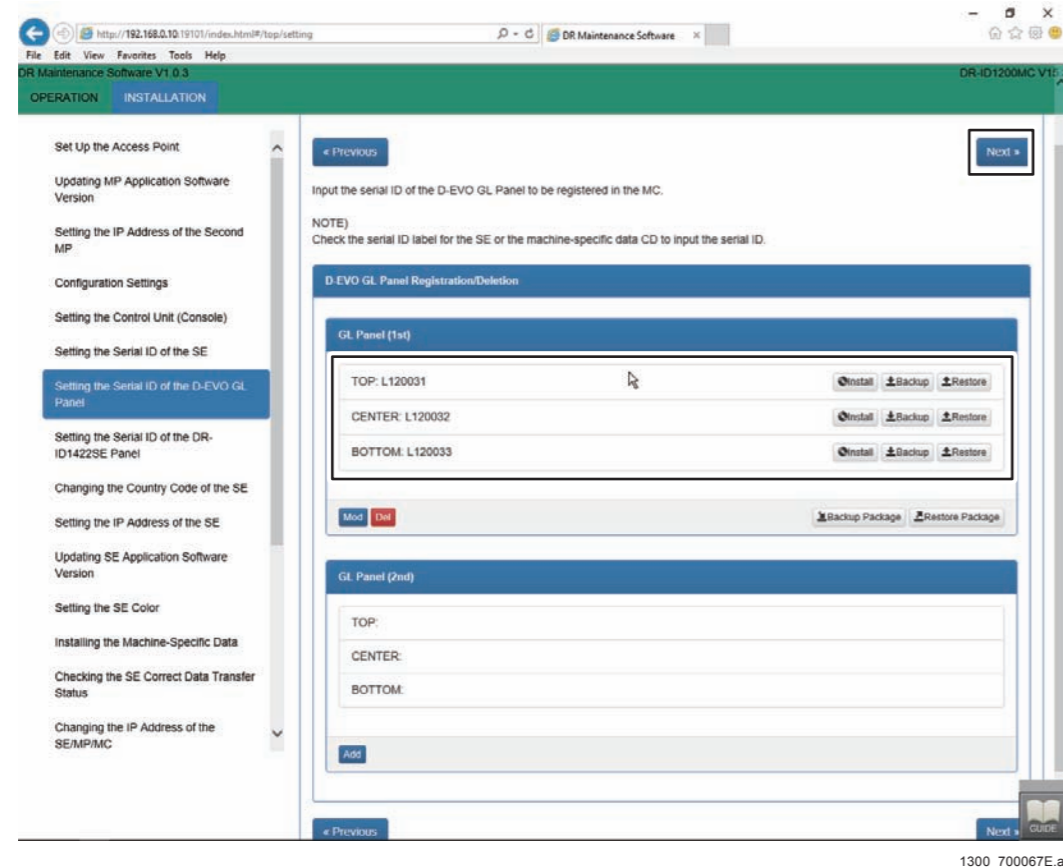 http://192.168.0.10:19101/index.html#/top/setting
DR Maintenance Software
File Edit View Favorites Tools Help
DR Maintenance Software V1.0.3
DR-ID1200MC V15
OPERATION INSTALLATION
Set Up the Access Point
Updating MP Application Software
Version
Setting the IP Address of the Second
MP
Configuration Settings
Setting the Control Unit (Console)
Setting the Serial ID of the SE
Setting the Serial ID of the D-EVO GL
Panel
Setting the Serial ID of the DR-
ID1422SE Panel
Changing the Country Code of the SE
Setting the IP Address of the SE
Updating SE Application Software
Version
Setting the SE Color
Installing the Machine-Specific Data
Checking the SE Correct Data Transfer
Status
Changing the IP Address of the
SE/MP/MC
« Previous
Next »
Input the serial ID of the D-EVO GL Panel to be registered in the MC.
NOTE)
Check the serial ID label for the SE or the machine-specific data CD to input the serial ID.
D-EVO GL Panel Registration/Deletion
GL Panel (1st)
TOP: L120031 Install Backup Restore
CENTER: L120032 Install Backup Restore
BOTTOM: L120033 Install Backup Restore
Mod Del Backup Package Restore Package
GL Panel (2nd)
TOP:
CENTER:
BOTTOM:
Add
« Previous
Next »
GUIDE
1300_700067E.a